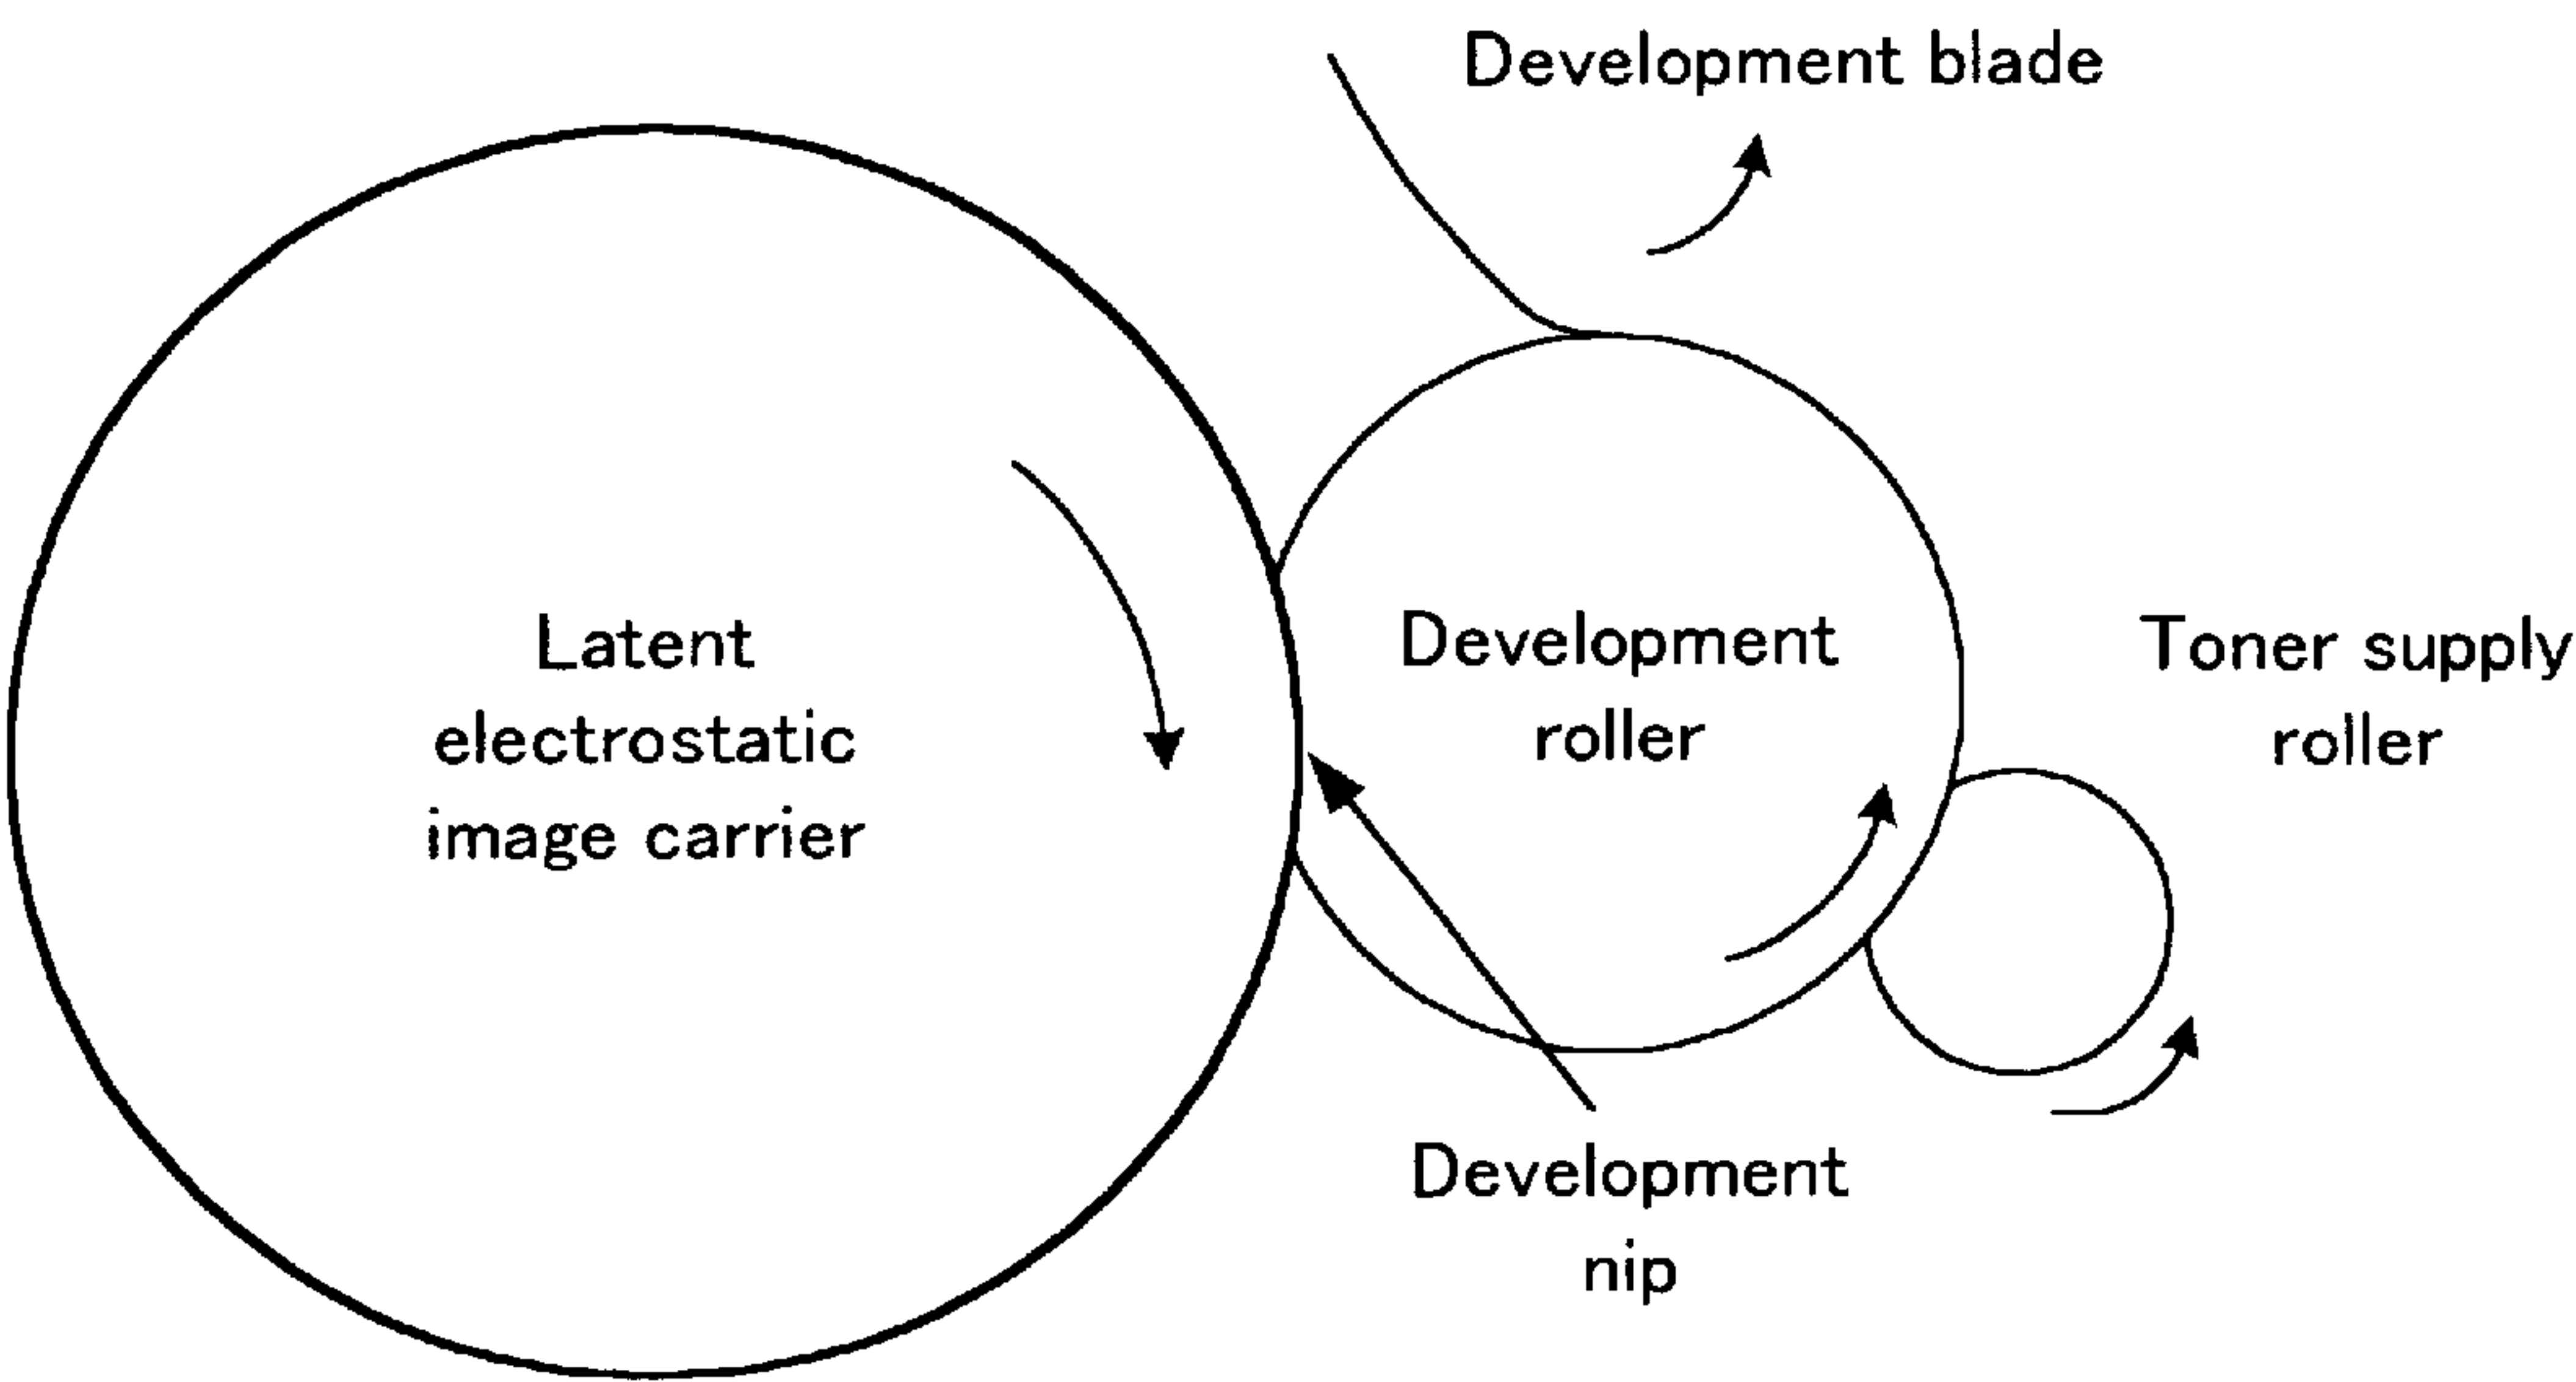 Development blade
Latent
electrostatic
image carrier
Development
roller
Toner supply
roller
Development
nip